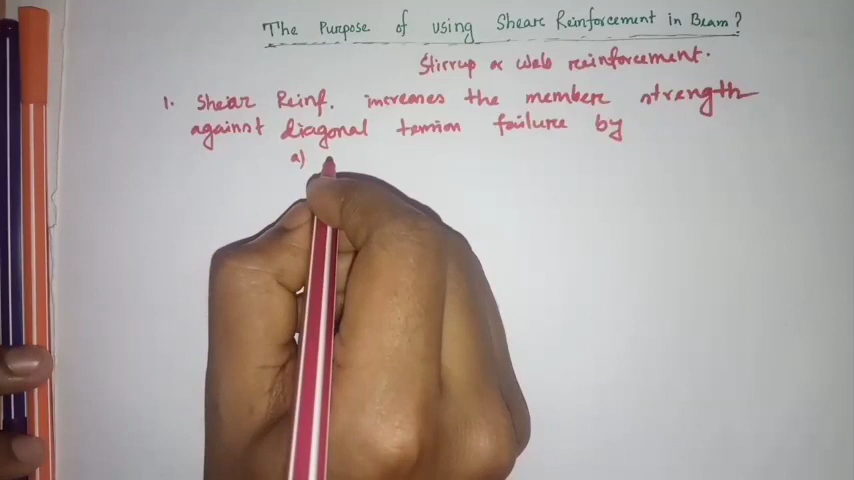 The Purpose of using Shear Reinforcement in Beam?
Stirrup or Web reinforcement.
1. Shear Reinf. increases the member strength
against diagonal tension failure by
a)